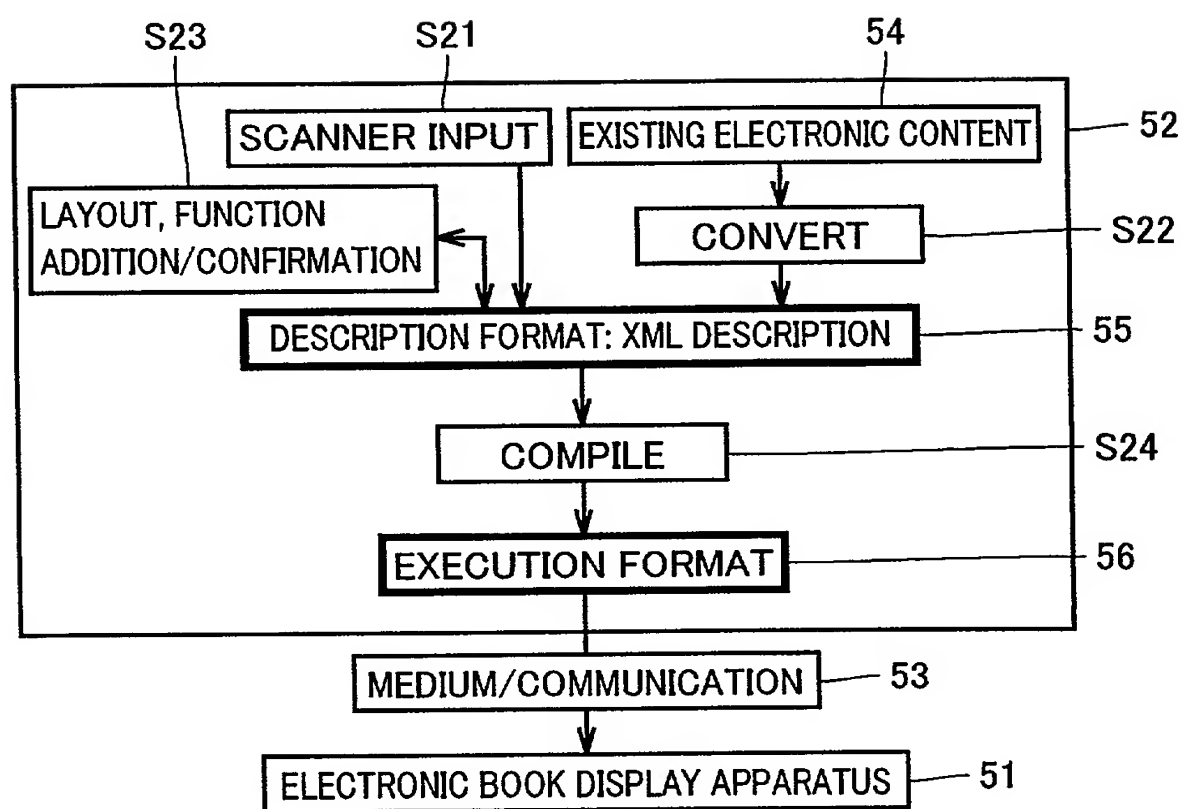 S23
S21
54
SCANNER INPUT
EXISTING ELECTRONIC CONTENT
52
LAYOUT, FUNCTION
ADDITION/CONFIRMATION
CONVERT
S22
DESCRIPTION FORMAT: XML DESCRIPTION
55
COMPILE
S24
EXECUTION FORMAT
56
MEDIUM/COMMUNICATION
53
ELECTRONIC BOOK DISPLAY APPARATUS
51